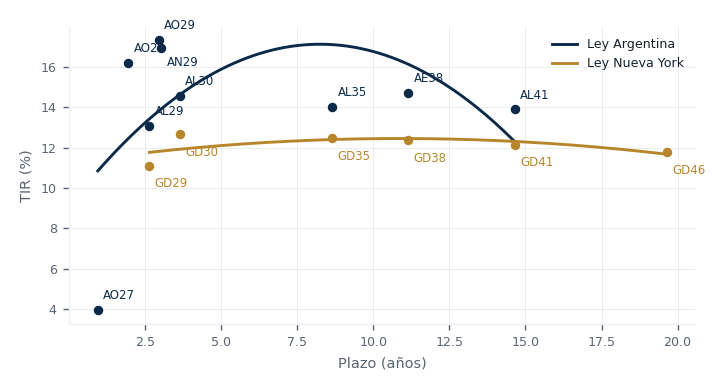 AO29
AN29
AL30
AL29
AL35
AE38
AL41
AO27
GD29
GD30
GD35
GD38
GD41
GD46
Ley Argentina
Ley Nueva York
TIR (%)
16
14
12
10
8
6
4
2.5
5.0
7.5
10.0
12.5
15.0
17.5
20.0
Plazo (años)